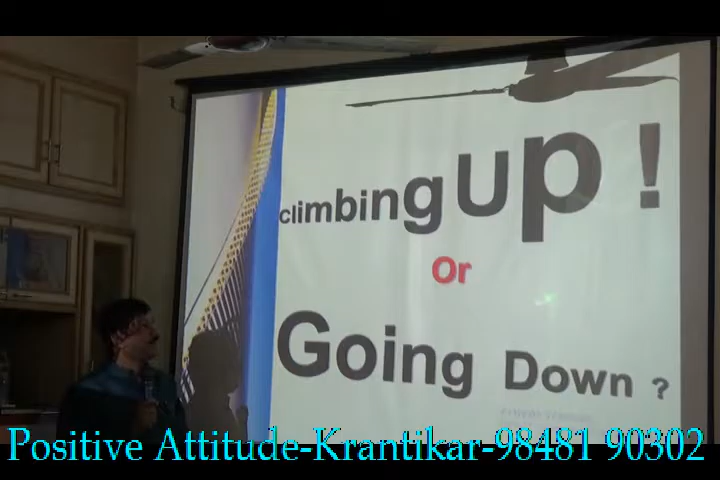 climbing up !
Or
Going Down ?
Positive Attitude-Krantikar-98481 90302